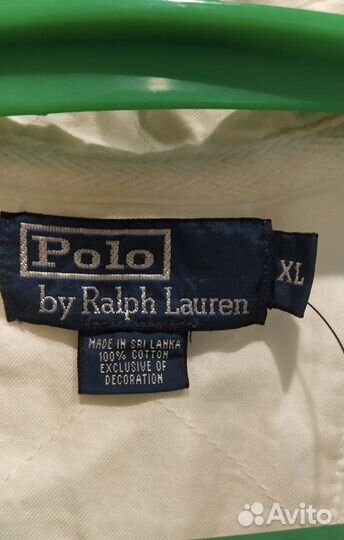 Polo
by Ralph Lauren
XL
MADE IN SRI LANKA
100% COTTON
EXCLUSIVE OF
DECORATION
Avito